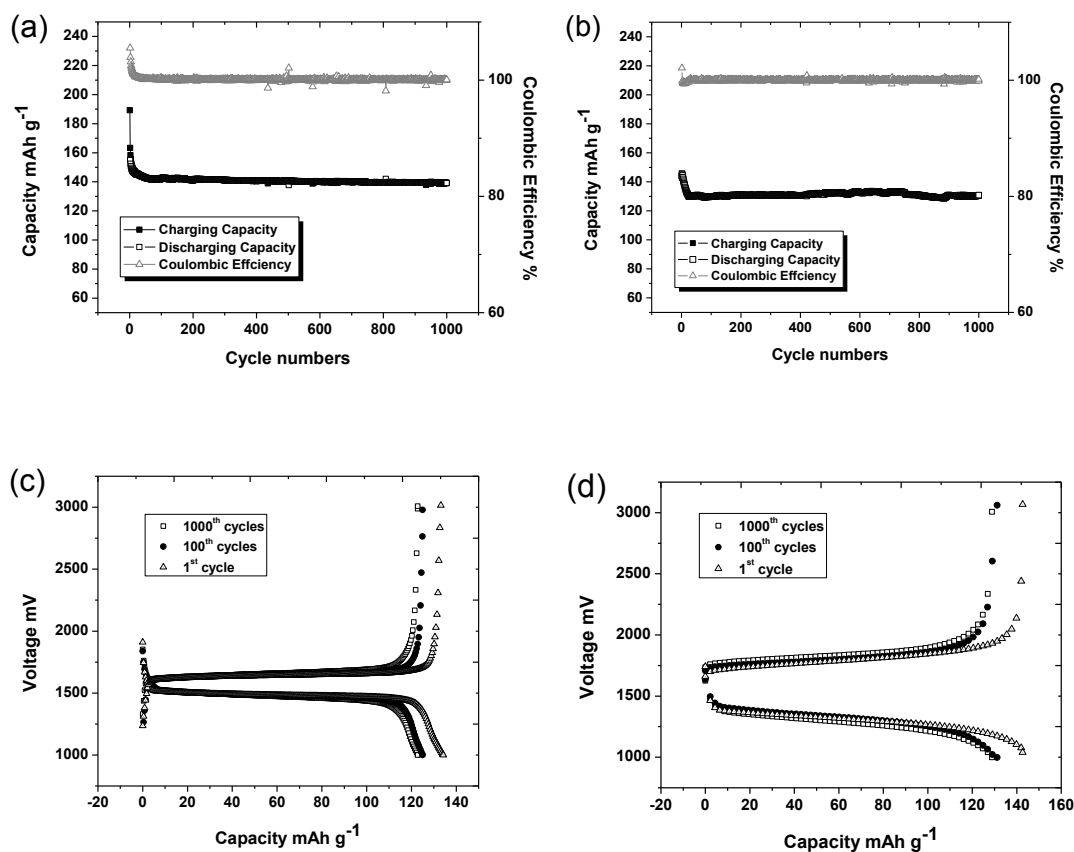 (a)
240
220
200
180
160
140
120
100
80
60
Capacity mAh g-1
100
80
60
Coulombic Efficiency %
Charging Capacity
Discharging Capacity
Coulombic Effciency
0 200 400 600 800 1000
Cycle numbers
(b)
240
220
200
180
160
140
120
100
80
60
Capacity mAh g-1
100
80
60
Coulombic Efficiency %
Charging Capacity
Discharging Capacity
Coulombic Effciency
0 200 400 600 800 1000
Cycle numbers
(c)
3000
2500
2000
1500
1000
Voltage mV
1000th cycles
100th cycles
1st cycle
-20 0 20 40 60 80 100 120 140
Capacity mAh g-1
(d)
3000
2500
2000
1500
1000
Voltage mV
1000th cycles
100th cycles
1st cycle
-20 0 20 40 60 80 100 120 140 160
Capacity mAh g-1